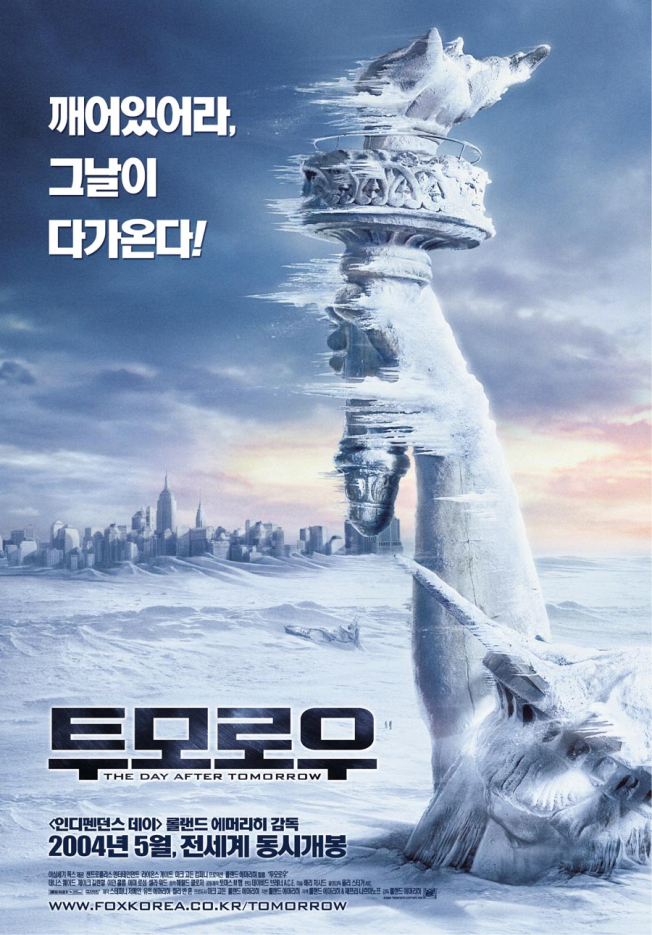 깨어있어라,
그날이
다가온다!
투모로우
THE DAY AFTER TOMORROW
<인디펜던스 데이> 롤랜드 에머리히 감독
2004년 5월, 전세계 동시개봉
WWW.FOXKOREA.CO.KR/TOMORROW